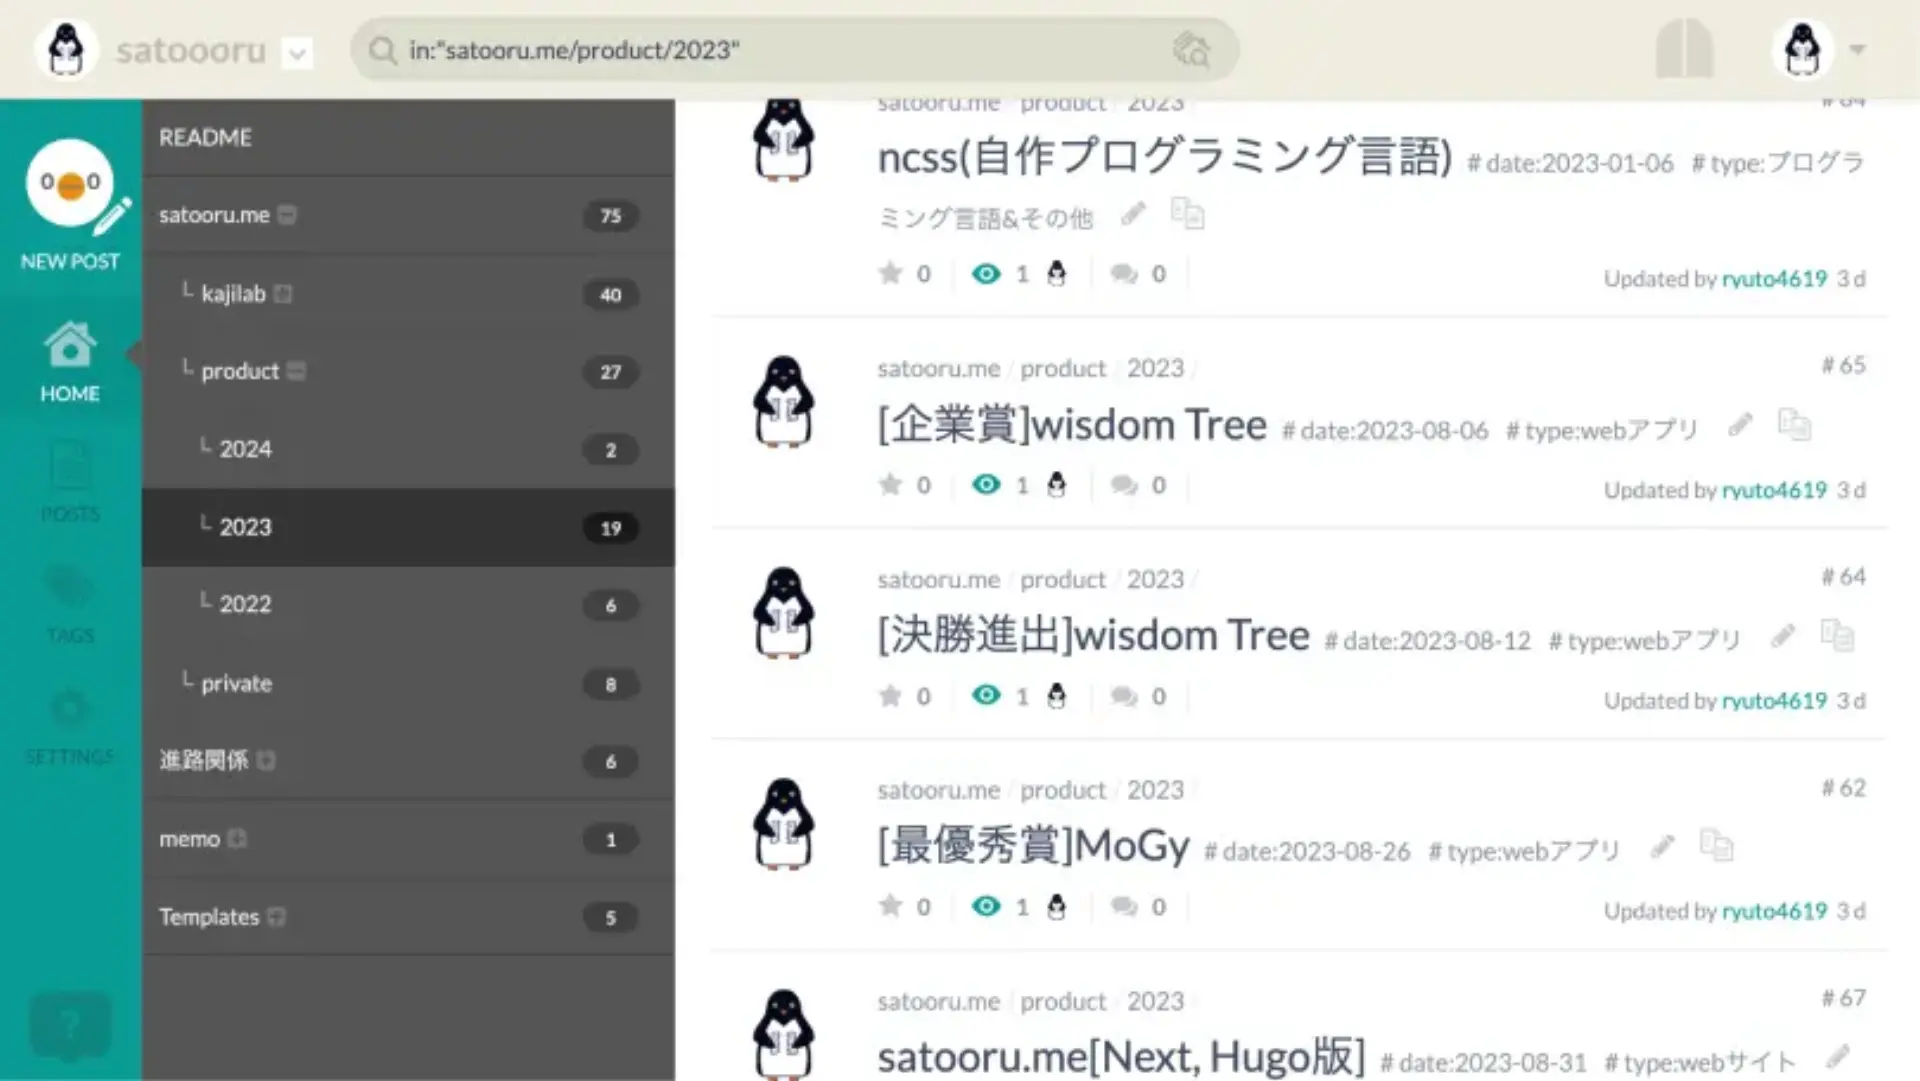 satoooru
in:"satooru.me/product/2023"
NEW POST
HOME
POSTS
TAGS
SETTINGS
?
README
satooru.me 75
kajilab 40
product 27
2024 2
2023 19
2022 6
private 8
進路関係 6
memo 1
Templates 5
satooru.me / product / 2023
ncss(自作プログラミング言語) #date:2023-01-06 #type:プログラ
ミング言語&その他
0 1 0
Updated by ryuto4619 3 d
satooru.me / product / 2023 / #65
[企業賞]wisdom Tree #date:2023-08-06 #type:webアプリ
0 1 0
Updated by ryuto4619 3 d
satooru.me / product / 2023 / #64
[決勝進出]wisdom Tree #date:2023-08-12 #type:webアプリ
0 1 0
Updated by ryuto4619 3 d
satooru.me / product / 2023 #62
[最優秀賞]MoGy #date:2023-08-26 #type:webアプリ
0 1 0
Updated by ryuto4619 3 d
satooru.me / product / 2023 #67
satooru.me[Next, Hugo版] #date:2023-08-31 #type:webサイト